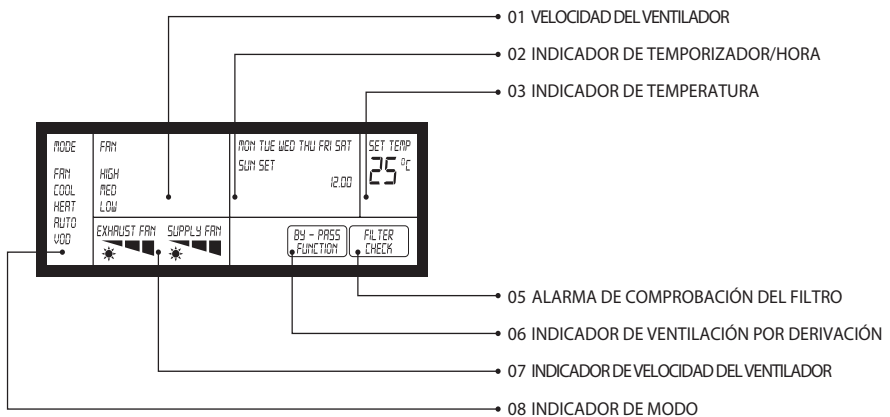 01 VELOCIDAD DEL VENTILADOR
02 INDICADOR DE TEMPORIZADOR/HORA
03 INDICADOR DE TEMPERATURA
MODE
FAN
COOL
HEAT
AUTO
VOD
FAN
HIGH
MED
LOW
MON TUE WED THU FRI SAT
SUN SET
12.00
SET TEMP
25 °C
EXHAUST FAN
SUPPLY FAN
BY - PASS
FUNCTION
FILTER
CHECK
05 ALARMA DE COMPROBACIÓN DEL FILTRO
06 INDICADOR DE VENTILACIÓN POR DERIVACIÓN
07 INDICADOR DE VELOCIDAD DEL VENTILADOR
08 INDICADOR DE MODO